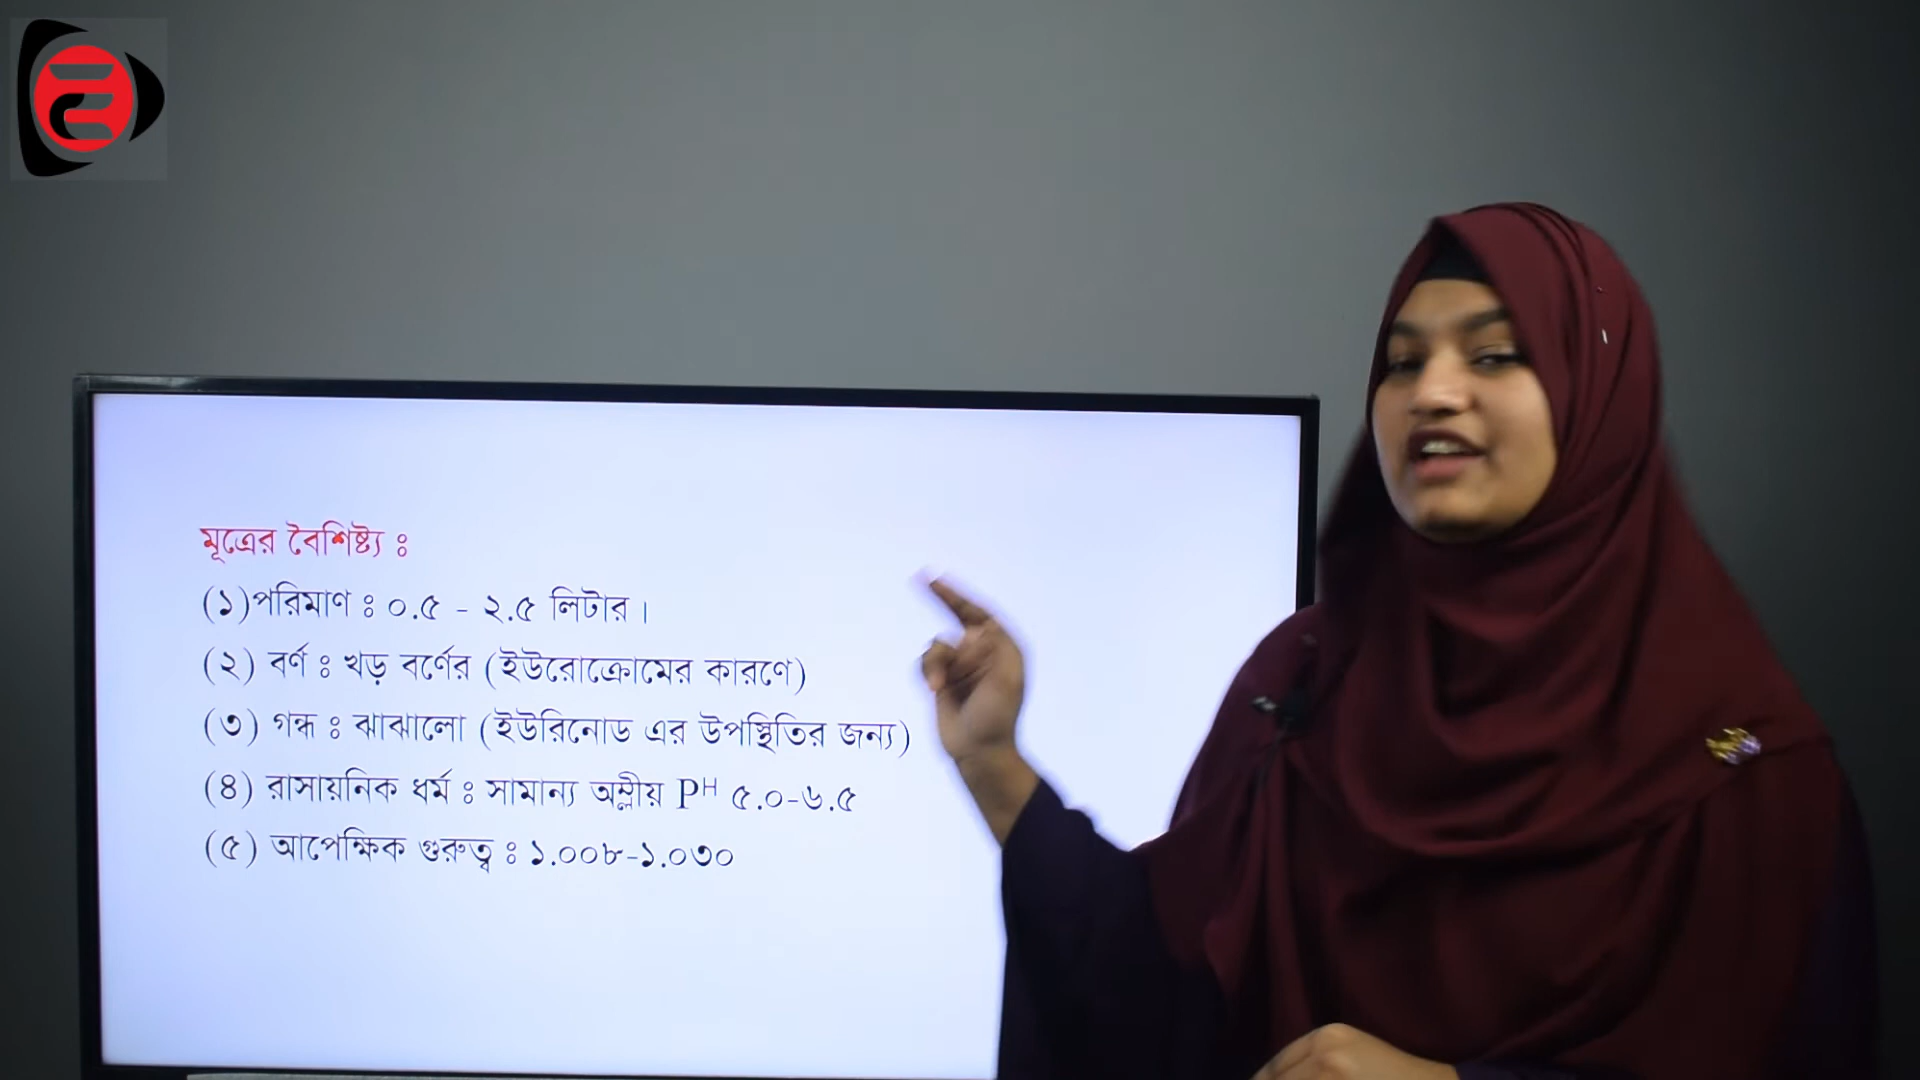 মূত্রের বৈশিষ্ট্য ঃ
(১)পরিমাণ ঃ ০.৫ - ২.৫ লিটার।
(২) বর্ণ ঃ খড় বর্ণের (ইউরোক্রোমের কারণে)
(৩) গন্ধ ঃ ঝাঝালো (ইউরিনোড এর উপস্থিতির জন্য)
(৪) রাসায়নিক ধর্ম ঃ সামান্য অম্লীয় Pᴴ ৫.০-৬.৫
(৫) আপেক্ষিক গুরুত্ব ঃ ১.০০৮-১.০৩০